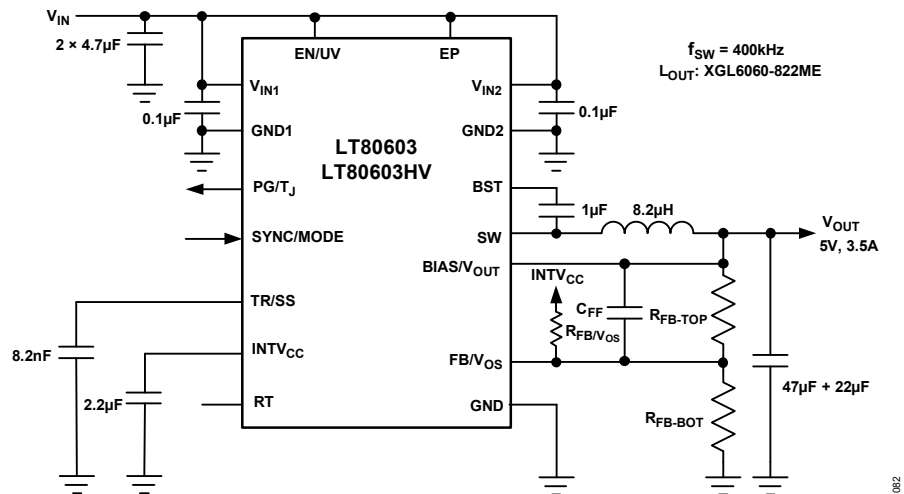 VIN
2 × 4.7µF
EN/UV
EP
fSW = 400kHz
LOUT: XGL6060-822ME
VIN1
VIN2
0.1µF
0.1µF
GND1
GND2
LT80603
LT80603HV
BST
PG/TJ
1µF
8.2µH
VOUT
5V, 3.5A
SYNC/MODE
SW
BIAS/VOUT
INTVCC
CFF
RFB-TOP
RFB/VOS
TR/SS
8.2nF
INTVCC
FB/VOS
47µF + 22µF
2.2µF
RT
GND
RFB-BOT
082